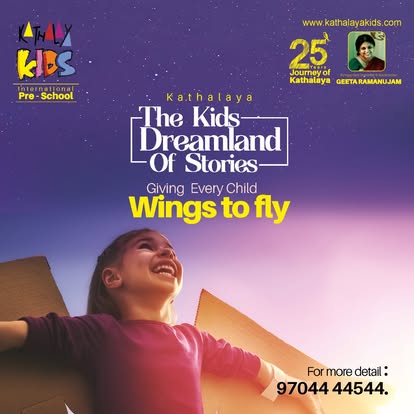 www.kathalayakids.com
KATHALAY
KIDS
International
Pre - School
25
Years
Journey of
Kathalaya
GEETA RAMANUJAM
Kathalaya
The Kids
Dreamland
Of Stories
Giving Every Child
Wings to fly
For more detail :
97044 44544.